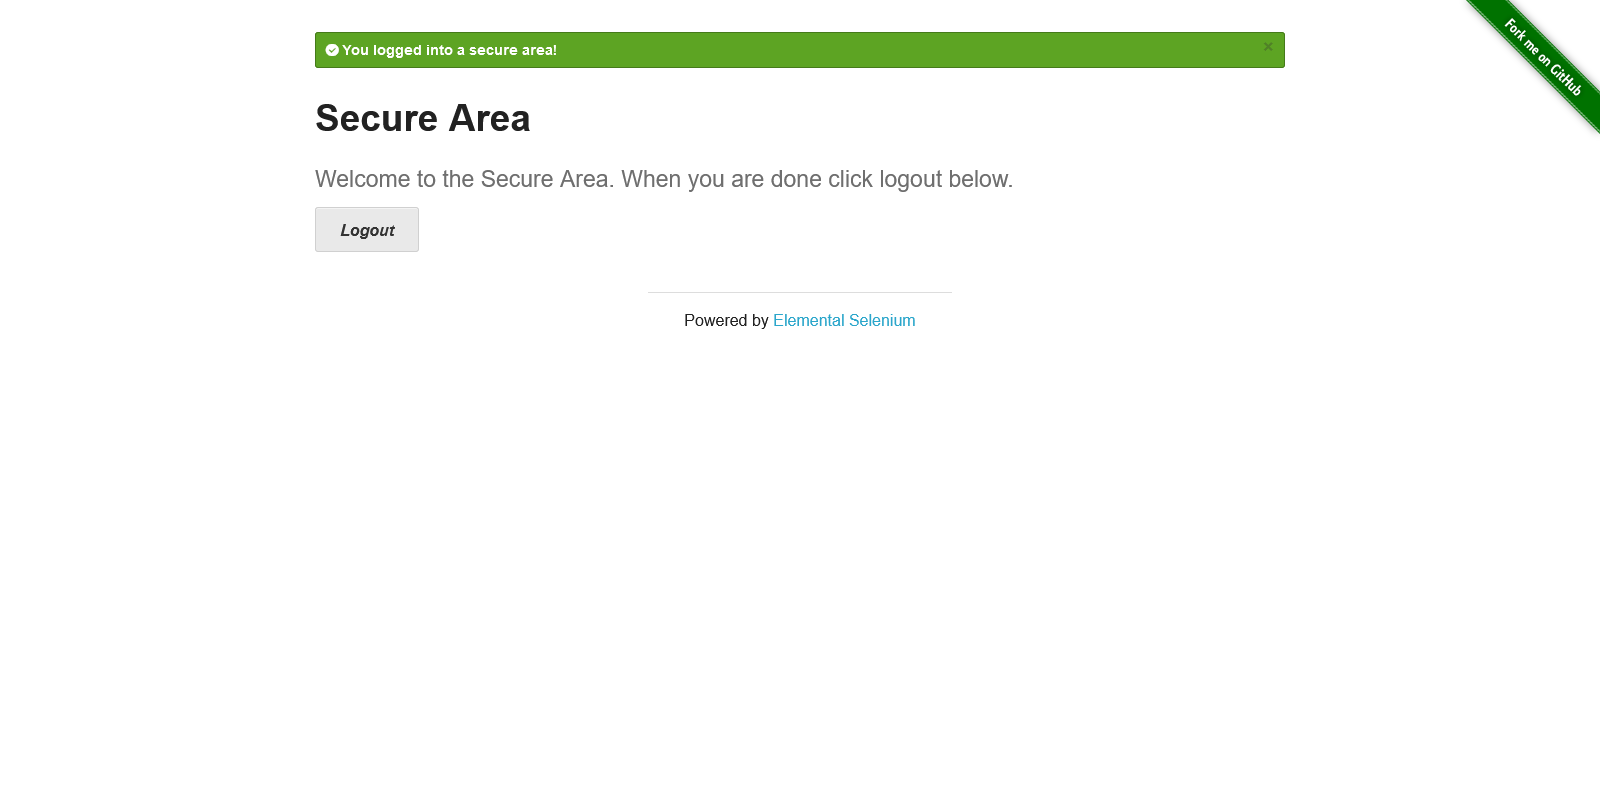 You logged into a secure area!
×
Fork me on GitHub
Secure Area
Welcome to the Secure Area. When you are done click logout below.
Logout
Powered by Elemental Selenium